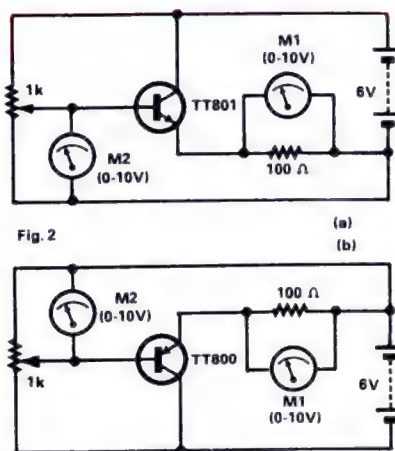 1k
TT801
M1
(0-10V)
6V
M2
(0-10V)
100 Ω
Fig. 2
(a)
(b)
M2
(0-10V)
100 Ω
TT800
1k
M1
(0-10V)
6V